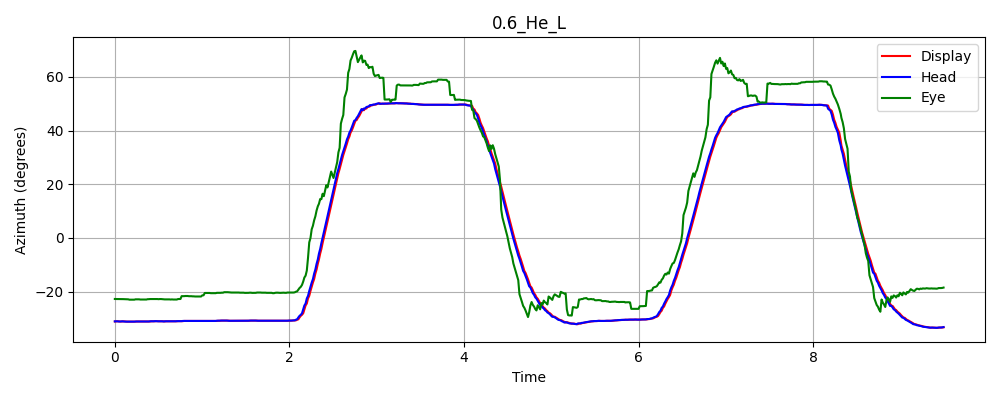 0.6_He_L
Display
Head
Eye
60
40
20
0
−20
Azimuth (degrees)
0 2 4 6 8
Time